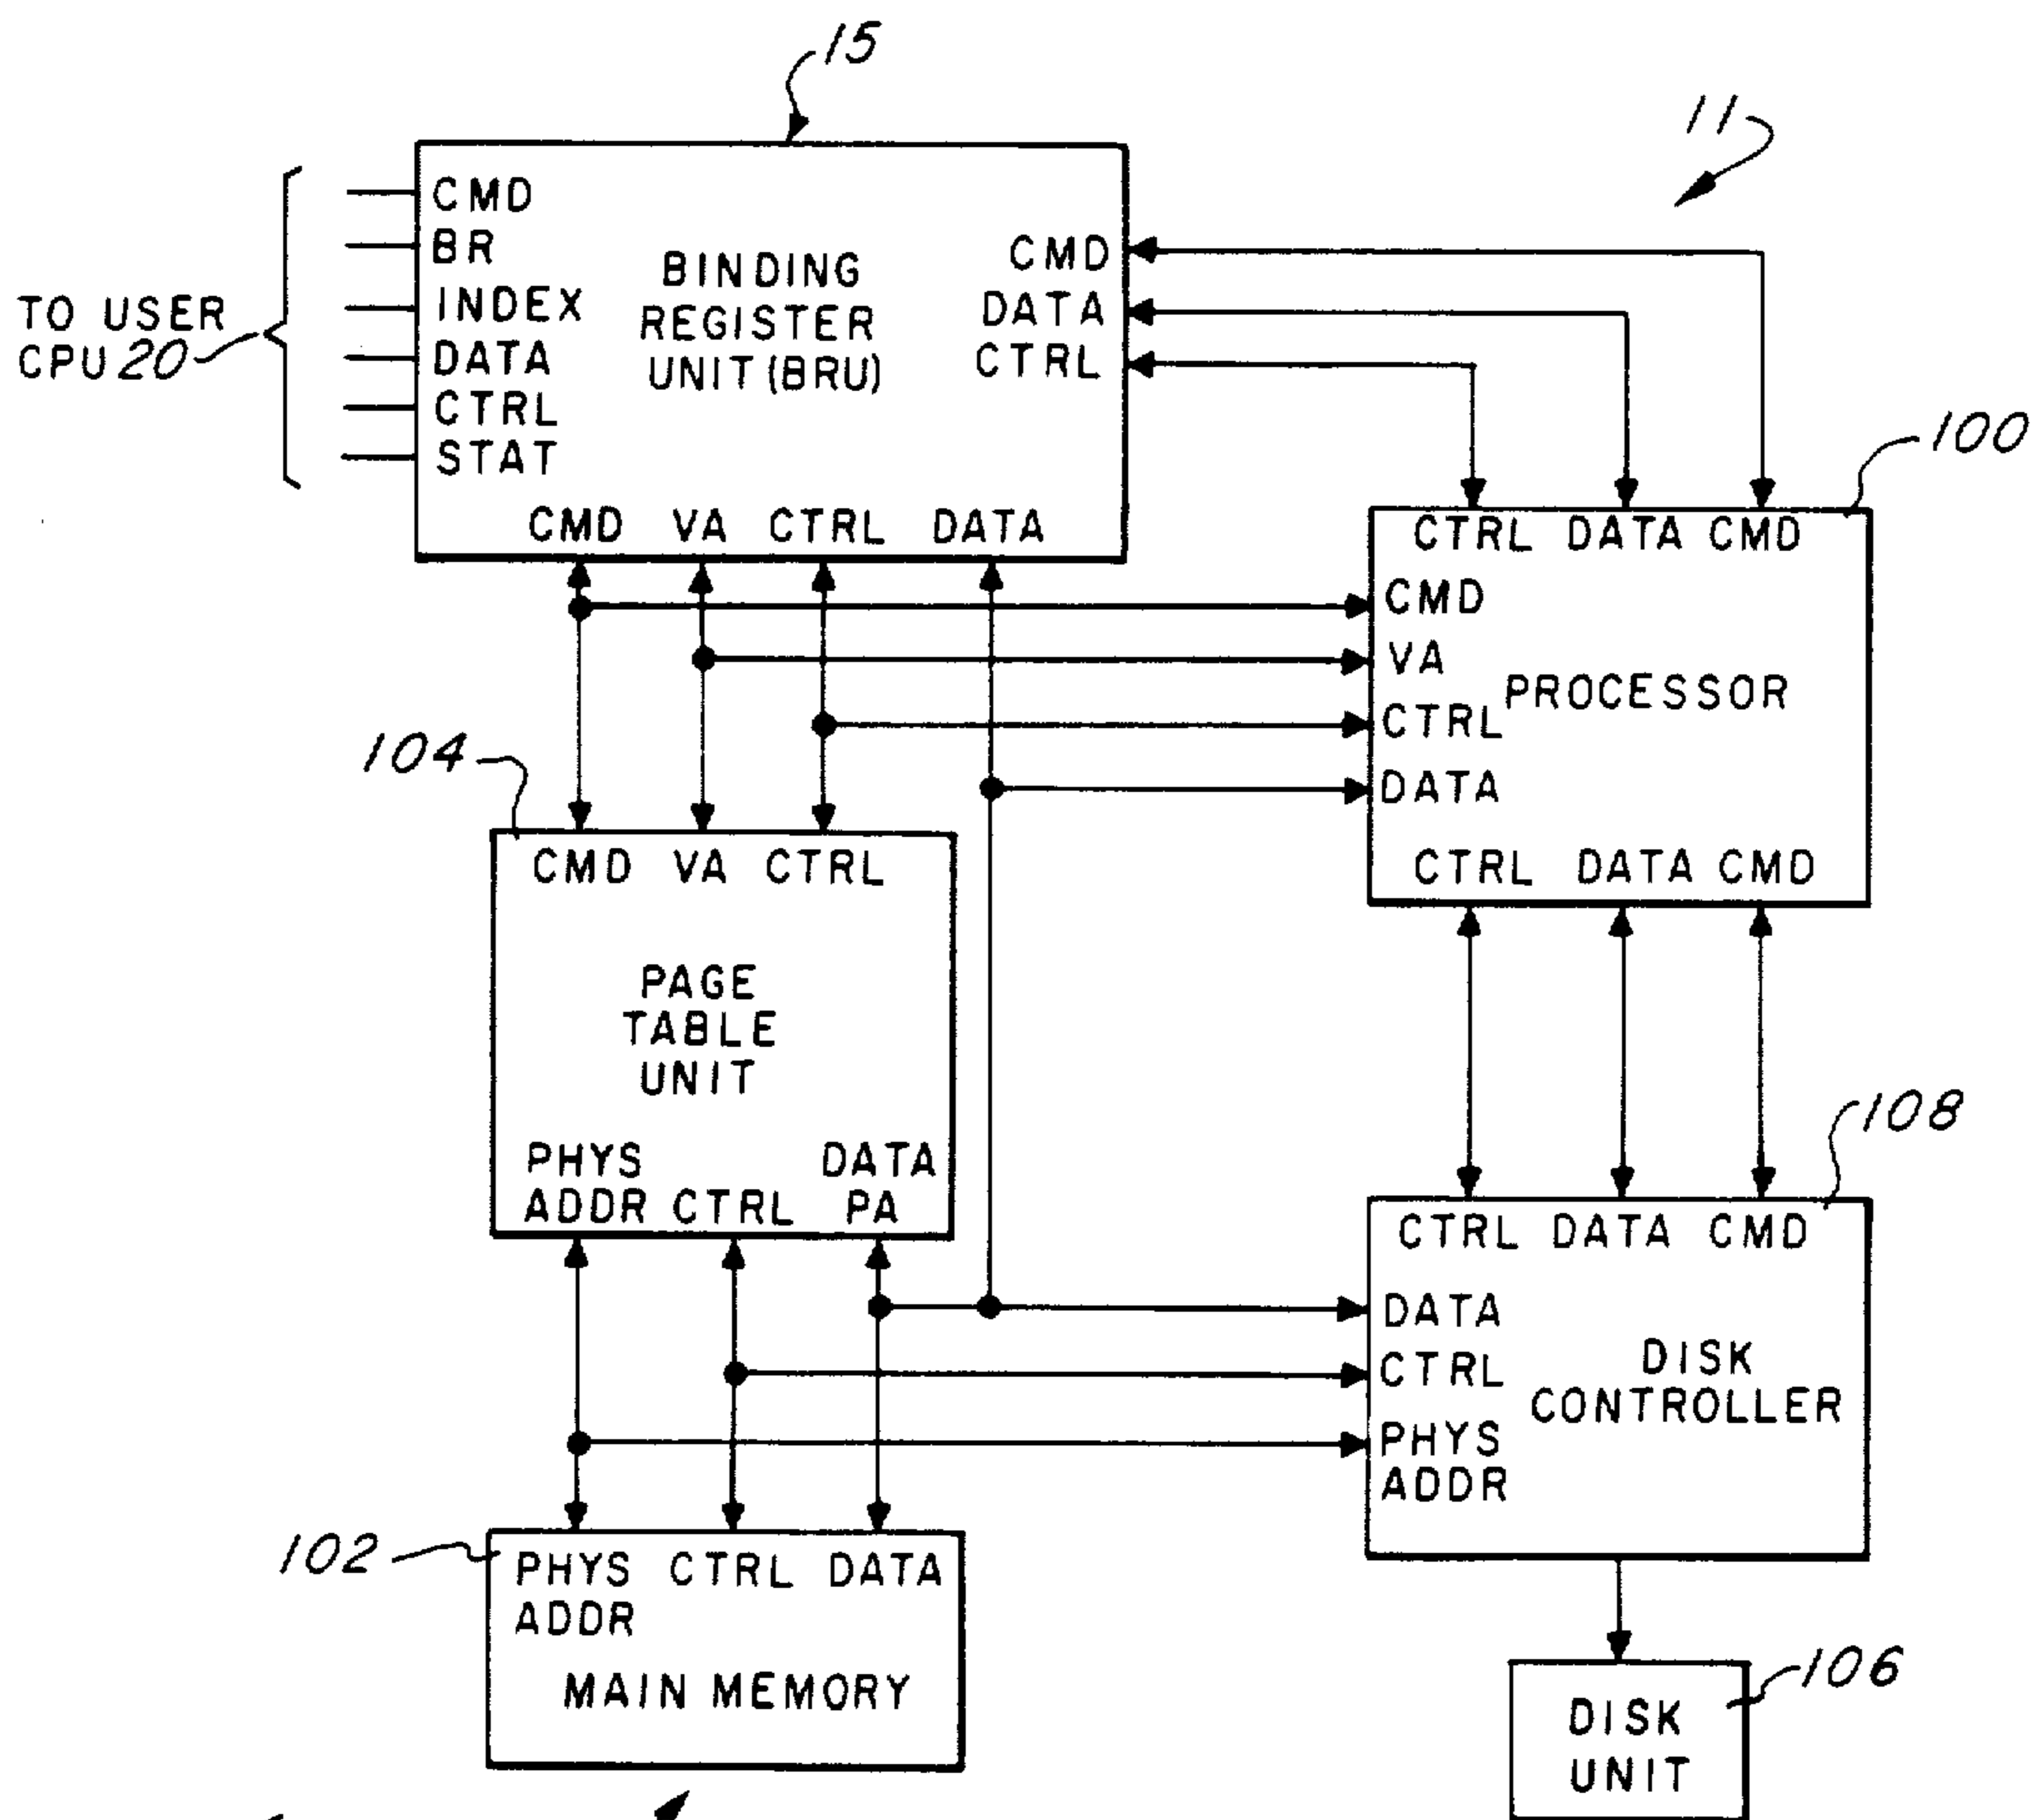 15
11
CMD
BR
INDEX
DATA
CTRL
STAT
TO USER
CPU 20
BINDING
REGISTER
UNIT (BRU)
CMD
DATA
CTRL
CMD VA CTRL DATA
100
CTRL DATA CMD
CMD
VA
CTRL
DATA
PROCESSOR
CTRL DATA CMD
104
CMD VA CTRL
PAGE
TABLE
UNIT
PHYS DATA
ADDR CTRL PA
108
CTRL DATA CMD
DATA
CTRL
PHYS
ADDR
DISK
CONTROLLER
102
PHYS CTRL DATA
ADDR
MAIN MEMORY
106
DISK
UNIT